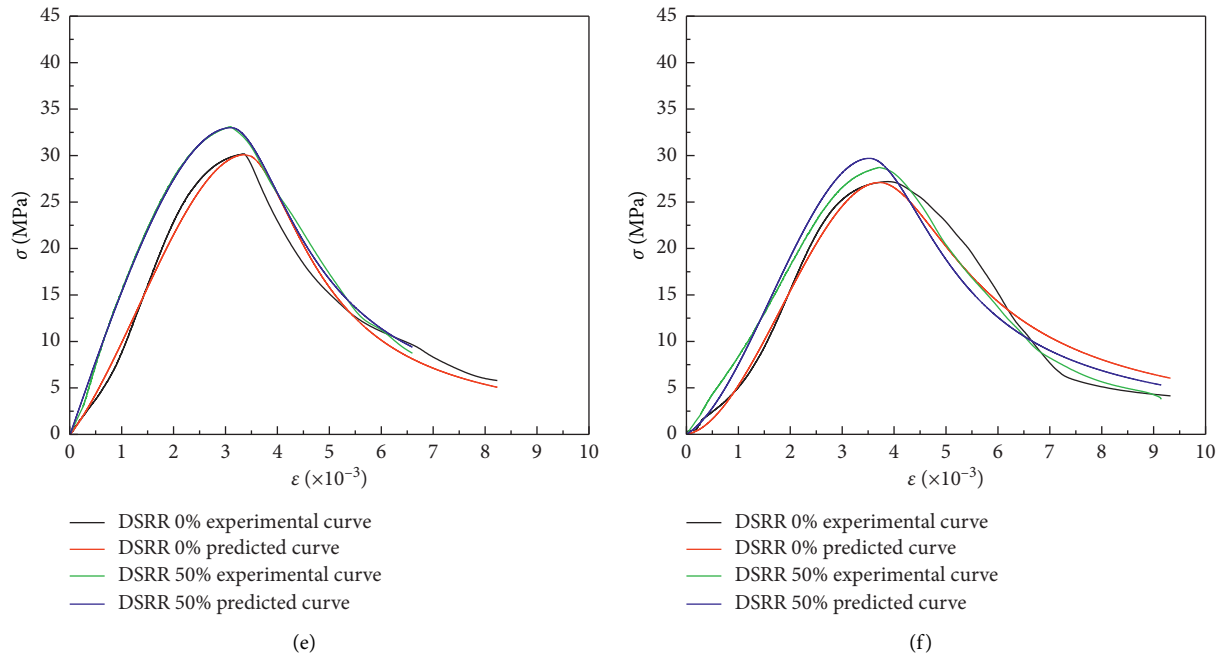 45
40
35
30
25
20
15
10
5
0
σ (MPa)
0 1 2 3 4 5 6 7 8 9 10
ε (×10⁻³)
DSRR 0% experimental curve
DSRR 0% predicted curve
DSRR 50% experimental curve
DSRR 50% predicted curve
(e)
45
40
35
30
25
20
15
10
5
0
σ (MPa)
0 1 2 3 4 5 6 7 8 9 10
ε (×10⁻³)
DSRR 0% experimental curve
DSRR 0% predicted curve
DSRR 50% experimental curve
DSRR 50% predicted curve
(f)